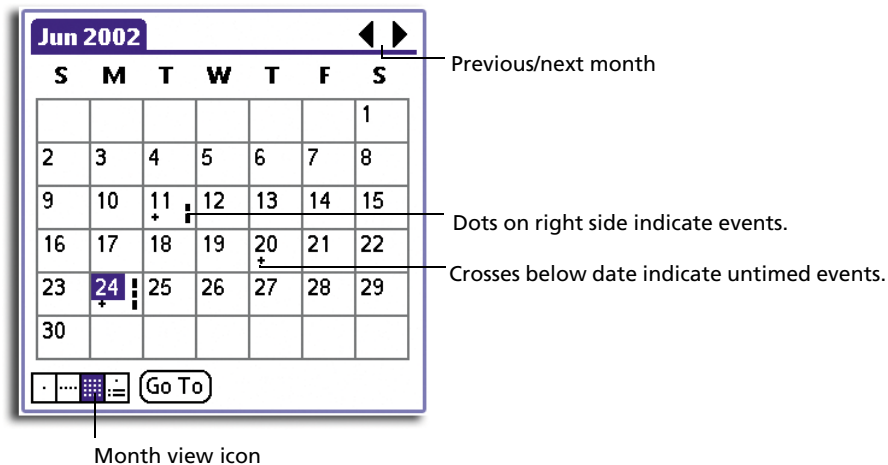 Jun 2002
Previous/next month
S M T W T F S
1
2 3 4 5 6 7 8
9 10 11 12 13 14 15
Dots on right side indicate events.
16 17 18 19 20 21 22
Crosses below date indicate untimed events.
23 24 25 26 27 28 29
30
Go To
Month view icon